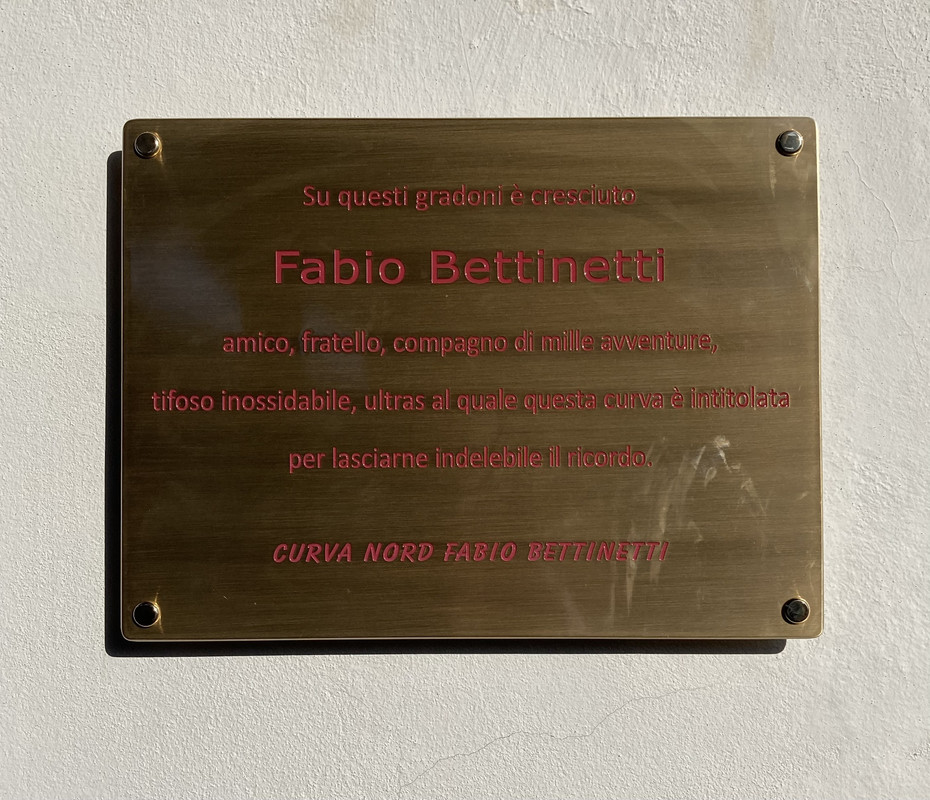 Su questi gradoni è cresciuto
Fabio Bettinetti
amico, fratello, compagno di mille avventure,
tifoso inossidabile, ultras al quale questa curva è intitolata
per lasciarne indelebile il ricordo.
CURVA NORD FABIO BETTINETTI